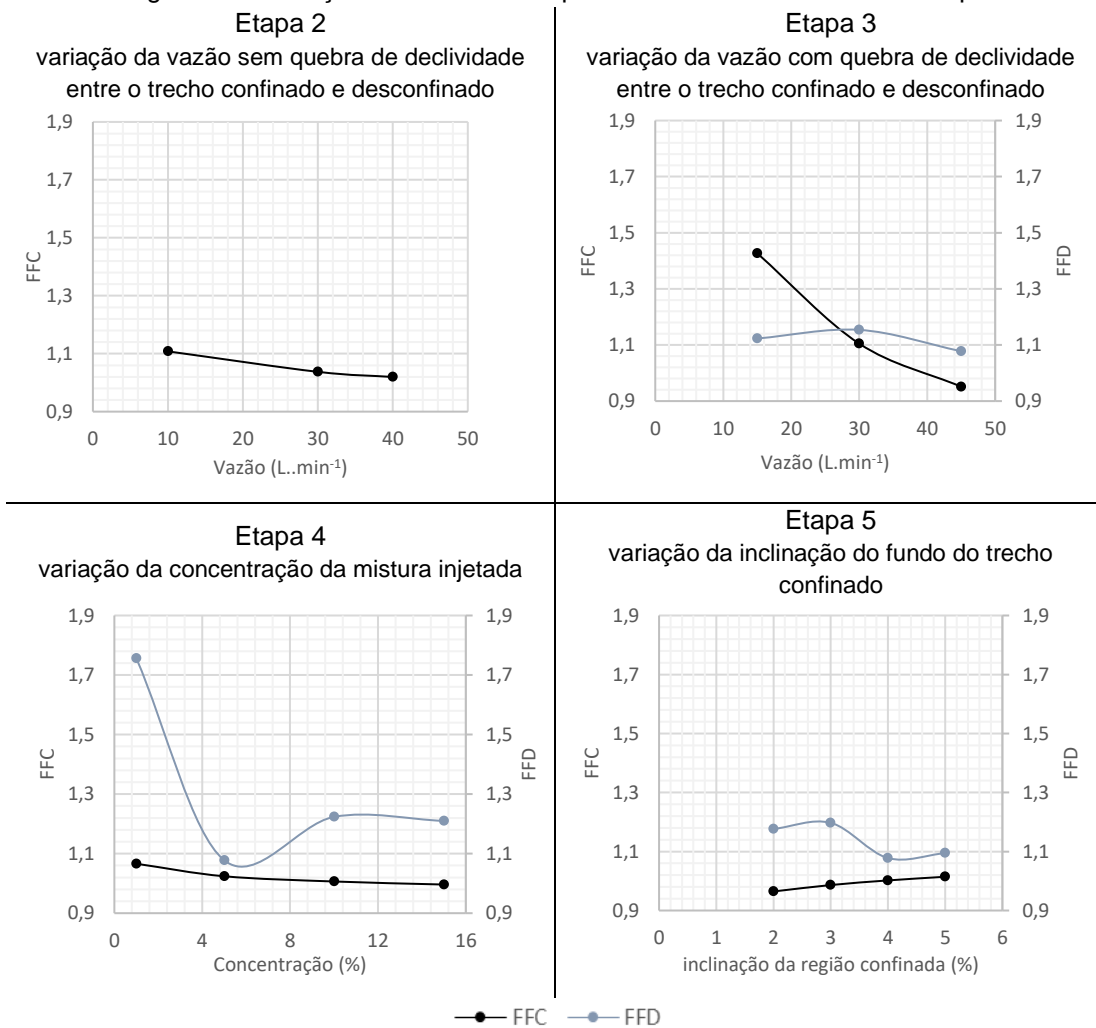 Etapa 2
variação da vazão sem quebra de declividade
entre o trecho confinado e desconfinado
1,9
1,7
1,5
1,3
1,1
0,9
FFC
0 10 20 30 40 50
Vazão (L..min-1)
Etapa 3
variação da vazão com quebra de declividade
entre o trecho confinado e desconfinado
1,9
1,7
1,5
1,3
1,1
0,9
FFC
1,9
1,7
1,5
1,3
1,1
0,9
FFD
0 10 20 30 40 50
Vazão (L.min-1)
Etapa 4
variação da concentração da mistura injetada
1,9
1,7
1,5
1,3
1,1
0,9
FFC
1,9
1,7
1,5
1,3
1,1
0,9
FFD
0 4 8 12 16
Concentração (%)
Etapa 5
variação da inclinação do fundo do trecho
confinado
1,9
1,7
1,5
1,3
1,1
0,9
FFC
1,9
1,7
1,5
1,3
1,1
0,9
FFD
0 1 2 3 4 5 6
inclinação da região confinada (%)
FFC FFD